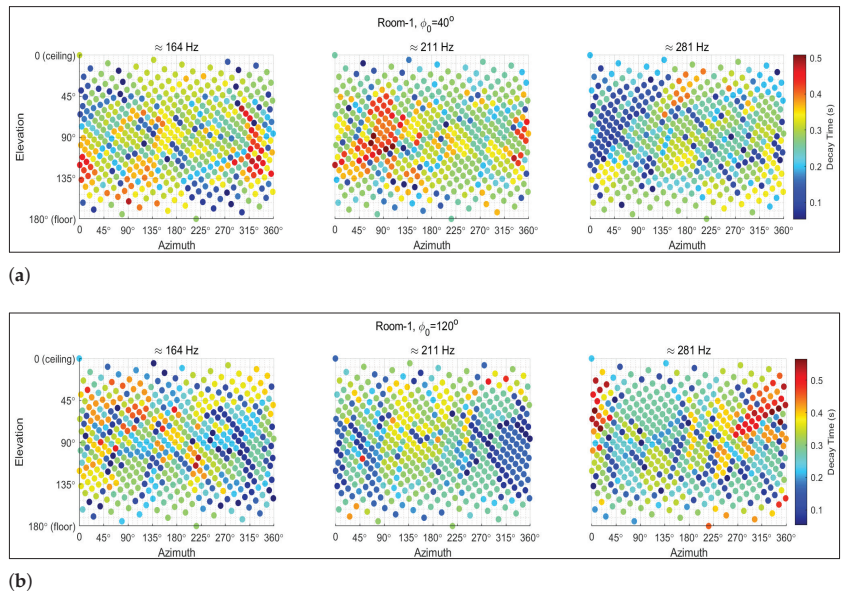 Room-1, ϕ₀=40°
≈ 164 Hz
≈ 211 Hz
≈ 281 Hz
Elevation
0 (ceiling)
45°
90°
135°
180° (floor)
0 45° 90° 135° 180° 225° 270° 315° 360°
0 45° 90° 135° 180° 225° 270° 315° 360°
0 45° 90° 135° 180° 225° 270° 315° 360°
Azimuth
Azimuth
Azimuth
0.5
0.4
0.3
0.2
0.1
Decay Time (s)
(a)
Room-1, ϕ₀=120°
≈ 164 Hz
≈ 211 Hz
≈ 281 Hz
Elevation
0 (ceiling)
45°
90°
135°
180° (floor)
0 45° 90° 135° 180° 225° 270° 315° 360°
0 45° 90° 135° 180° 225° 270° 315° 360°
0 45° 90° 135° 180° 225° 270° 315° 360°
Azimuth
Azimuth
Azimuth
0.5
0.4
0.3
0.2
0.1
Decay Time (s)
(b)